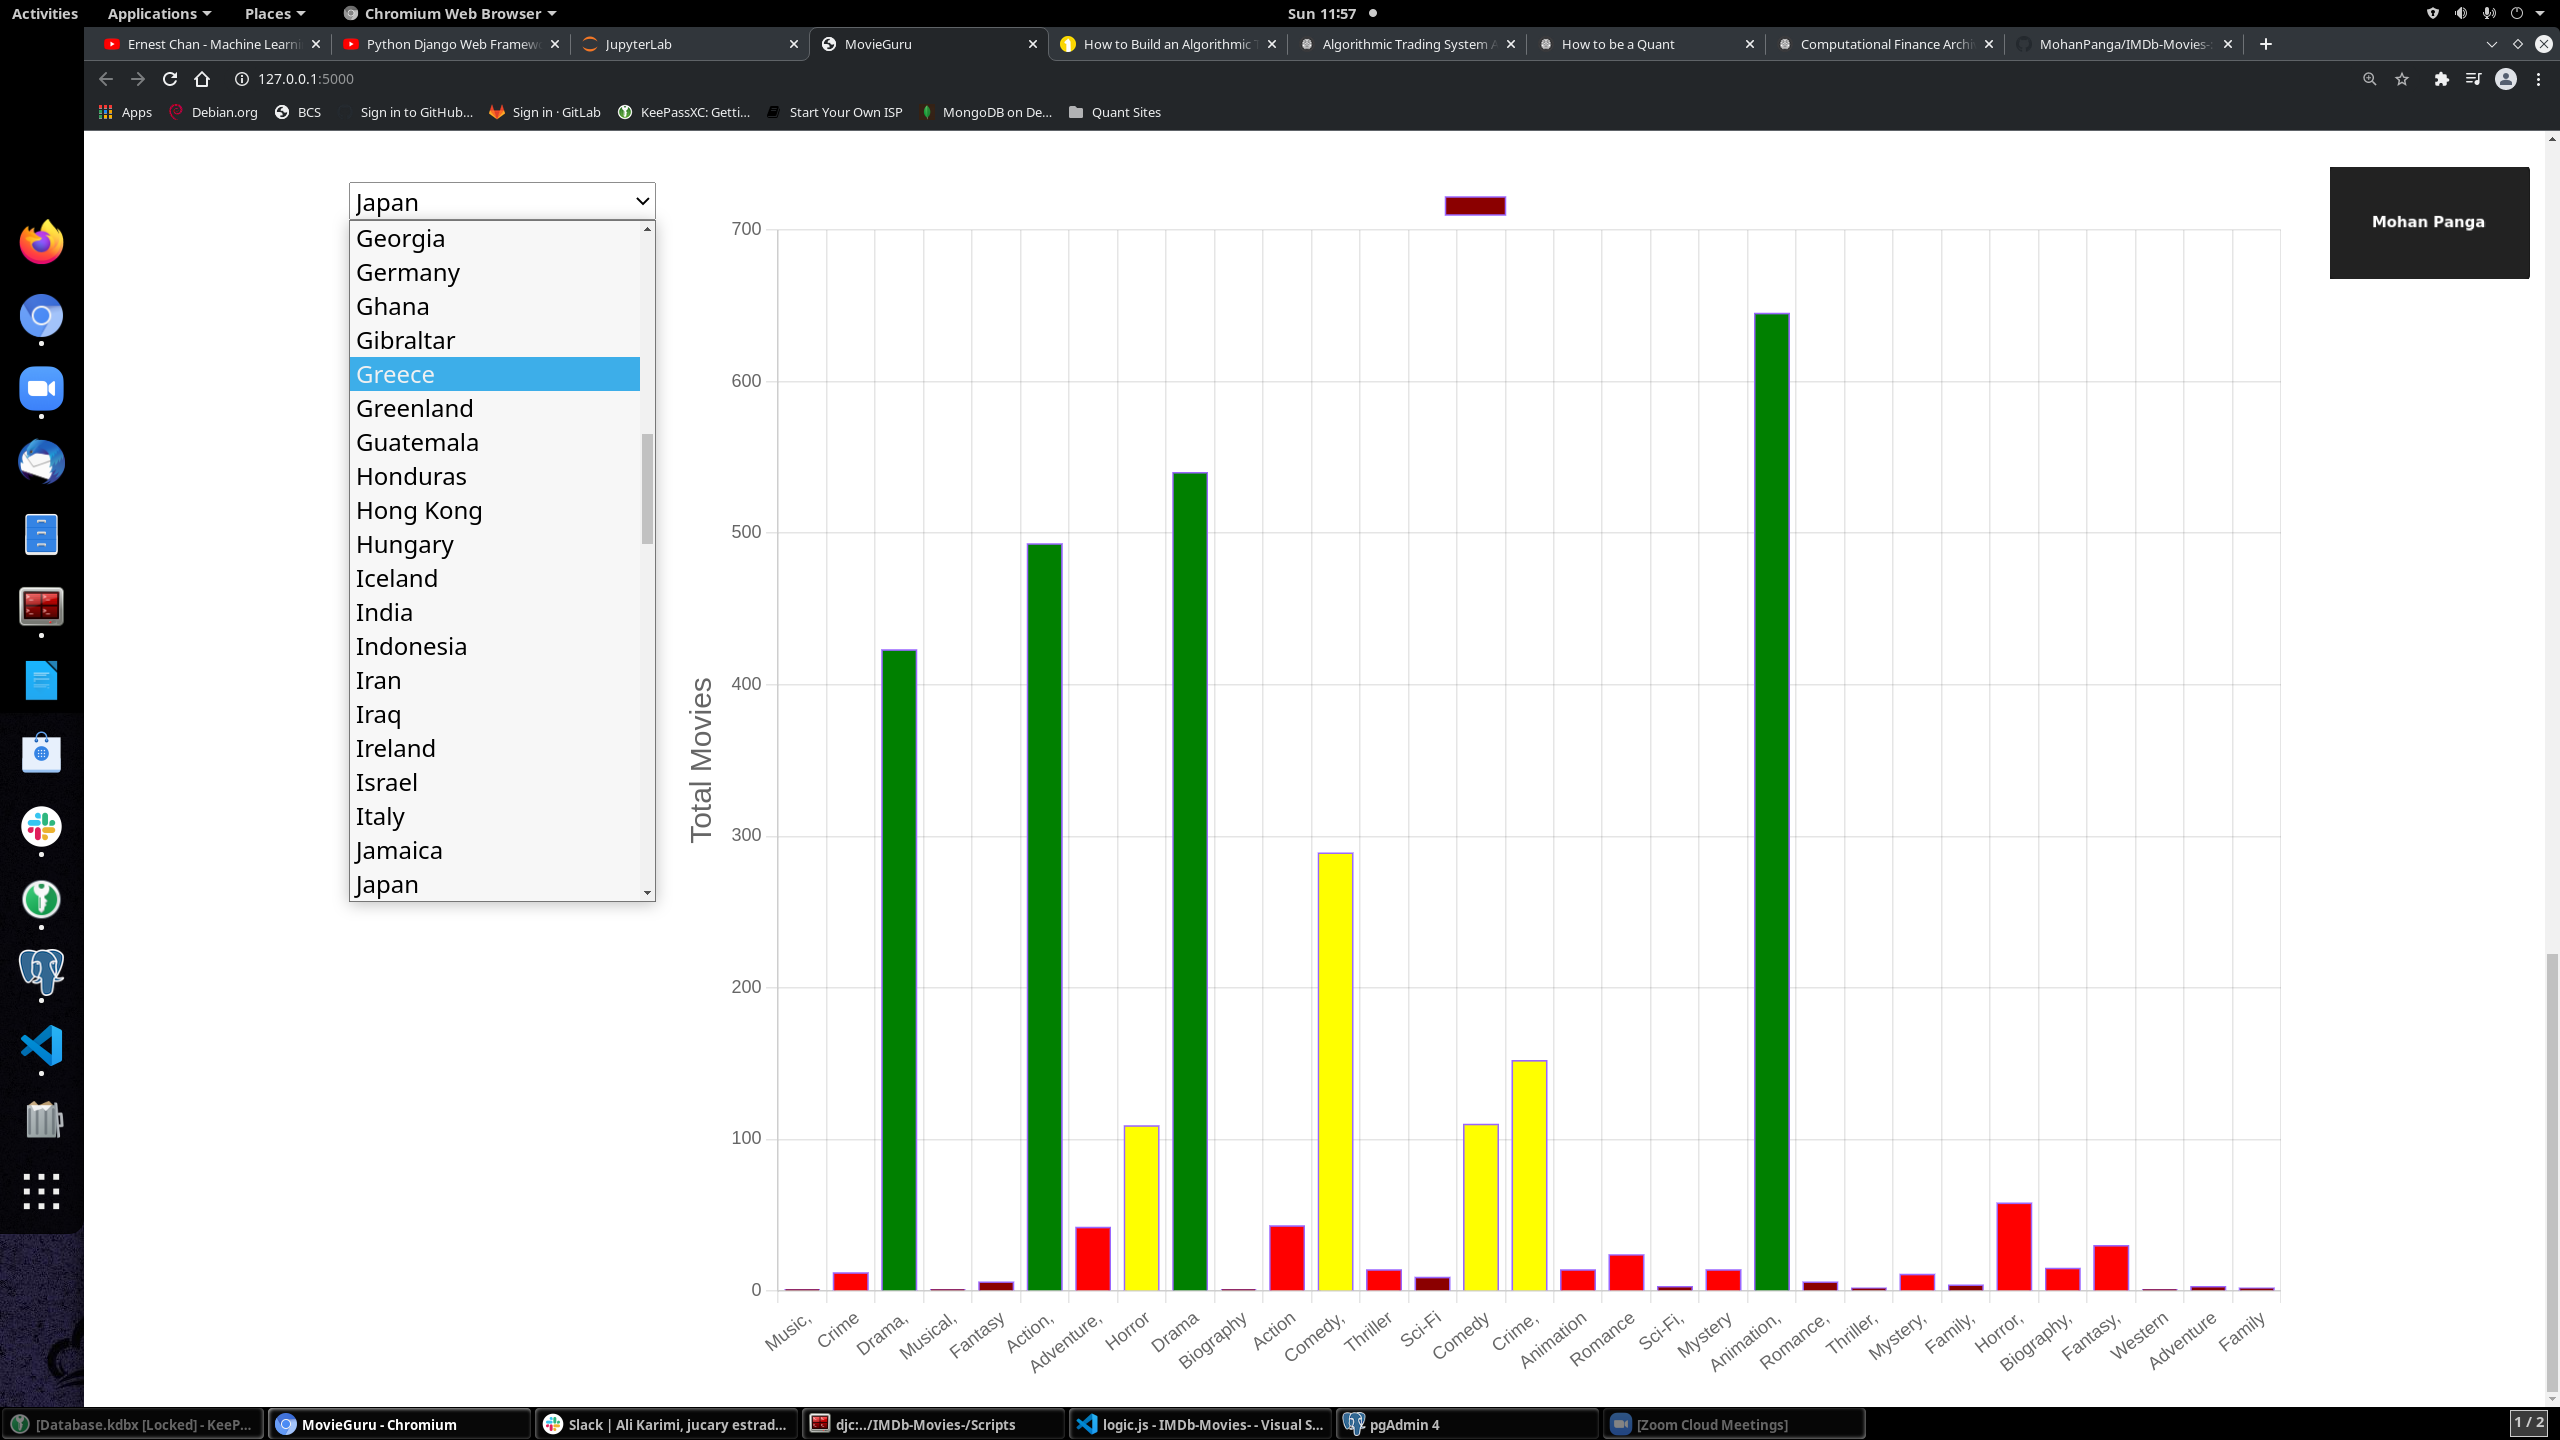 Activities Applications Places Chromium Web Browser Sun 11:57
Ernest Chan - Machine Learni
Python Django Web Framewo
JupyterLab
MovieGuru
How to Build an Algorithmic T
Algorithmic Trading System A
How to be a Quant
Computational Finance Archi
MohanPanga/IMDb-Movies-
127.0.0.1:5000
Apps Debian.org BCS Sign in to GitHub... Sign in · GitLab KeePassXC: Getti... Start Your Own ISP MongoDB on De... Quant Sites
Japan
Georgia
Germany
Ghana
Gibraltar
Greece
Greenland
Guatemala
Honduras
Hong Kong
Hungary
Iceland
India
Indonesia
Iran
Iraq
Ireland
Israel
Italy
Jamaica
Japan
Mohan Panga
Total Movies
700
600
500
400
300
200
100
0
Music,
Crime
Drama,
Musical,
Fantasy
Action,
Adventure,
Horror
Drama
Biography
Action
Comedy,
Thriller
Sci-Fi
Comedy
Crime,
Animation
Romance
Sci-Fi,
Mystery
Animation,
Romance,
Thriller,
Mystery,
Family,
Horror,
Biography,
Fantasy,
Western
Adventure
Family
[Database.kdbx [Locked] - KeeP...
MovieGuru - Chromium
Slack | Ali Karimi, jucary estrad...
djc:../IMDb-Movies-/Scripts
logic.js - IMDb-Movies- - Visual S...
pgAdmin 4
[Zoom Cloud Meetings]
1 / 2